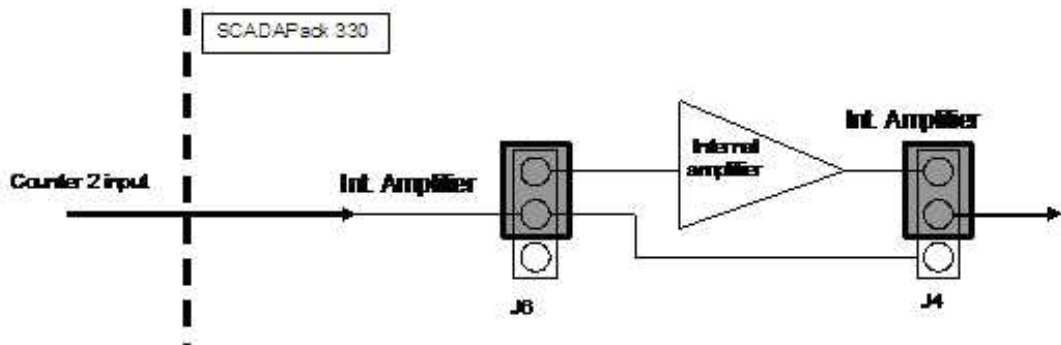 SCADAPack 330
Int. Amplifier
Internal
amplifier
Counter 2 input
Int. Amplifier
J6
J4